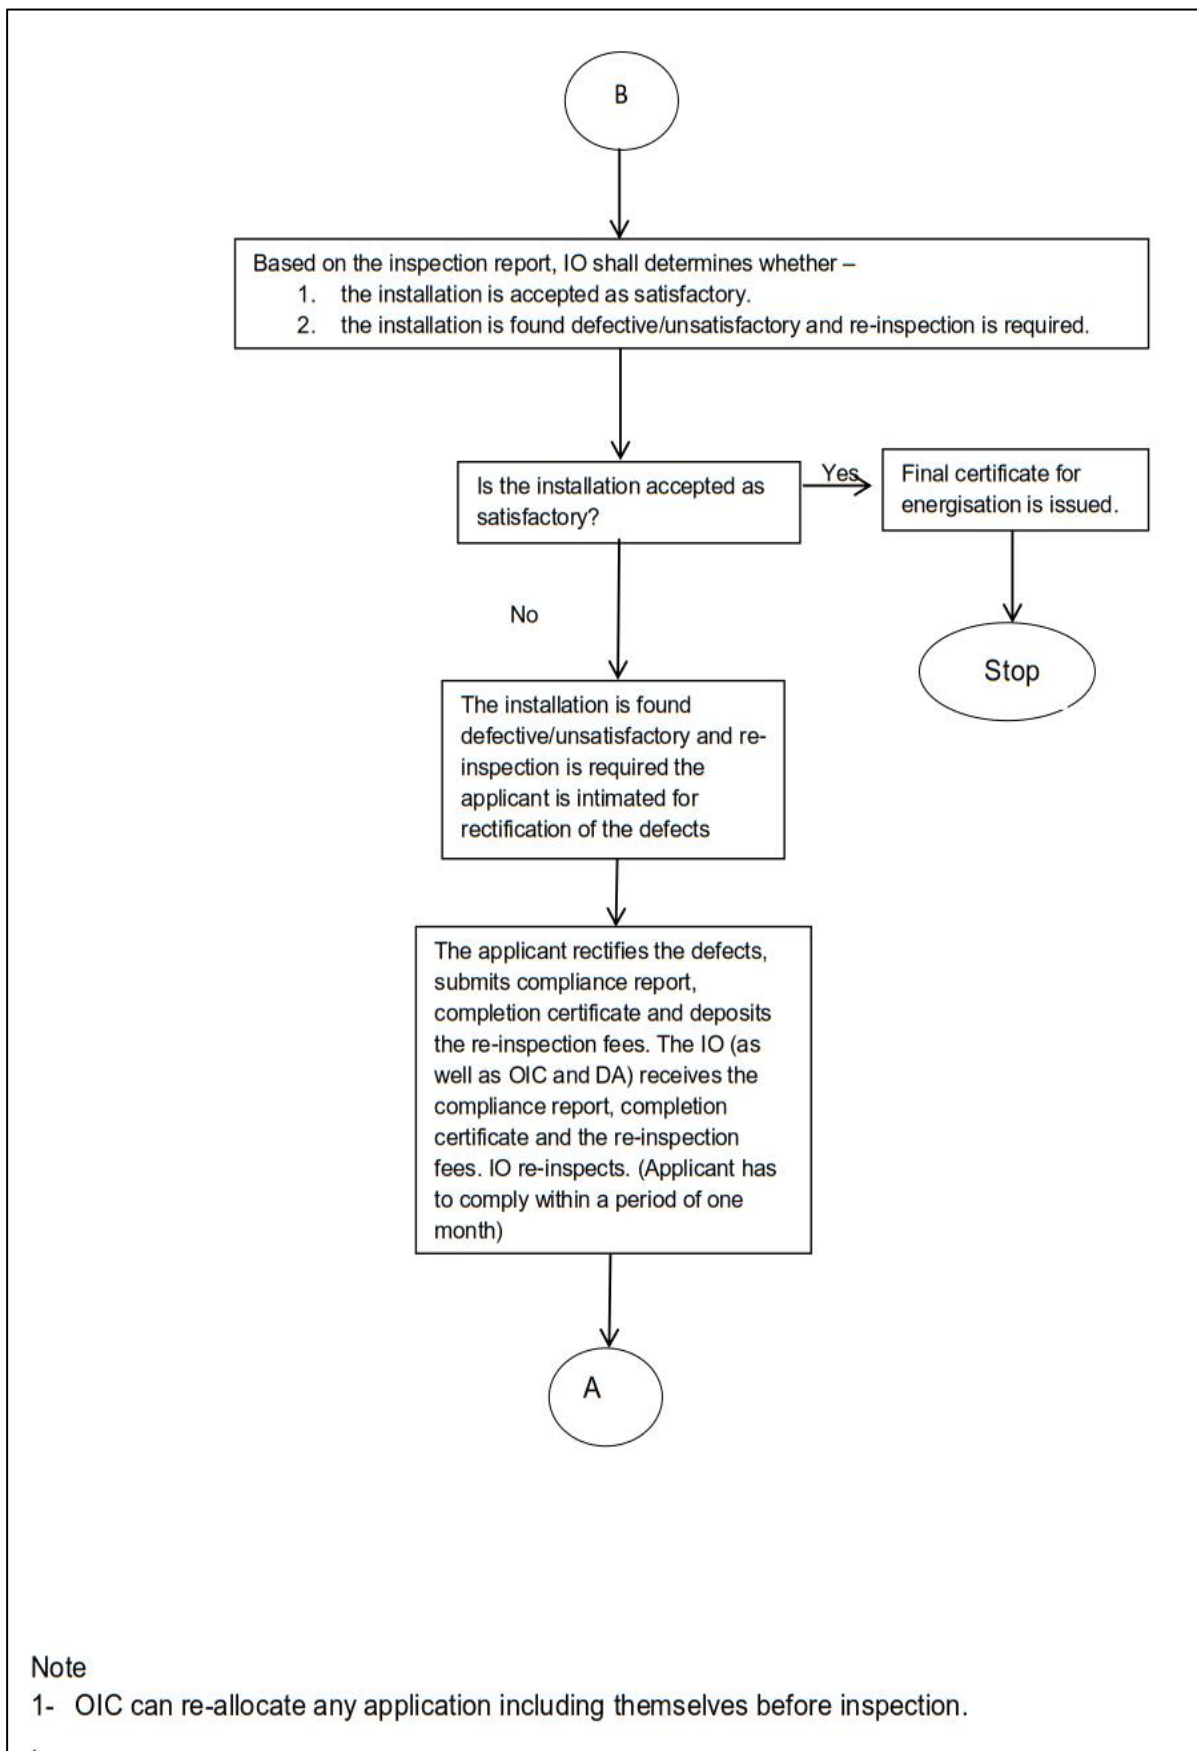 B
Based on the inspection report, IO shall determines whether –
1. the installation is accepted as satisfactory.
2. the installation is found defective/unsatisfactory and re-inspection is required.
Is the installation accepted as
satisfactory?
Yes
Final certificate for
energisation is issued.
Stop
No
The installation is found
defective/unsatisfactory and re-
inspection is required the
applicant is intimated for
rectification of the defects
The applicant rectifies the defects,
submits compliance report,
completion certificate and deposits
the re-inspection fees. The IO (as
well as OIC and DA) receives the
compliance report, completion
certificate and the re-inspection
fees. IO re-inspects. (Applicant has
to comply within a period of one
month)
A
Note
1- OIC can re-allocate any application including themselves before inspection.
.